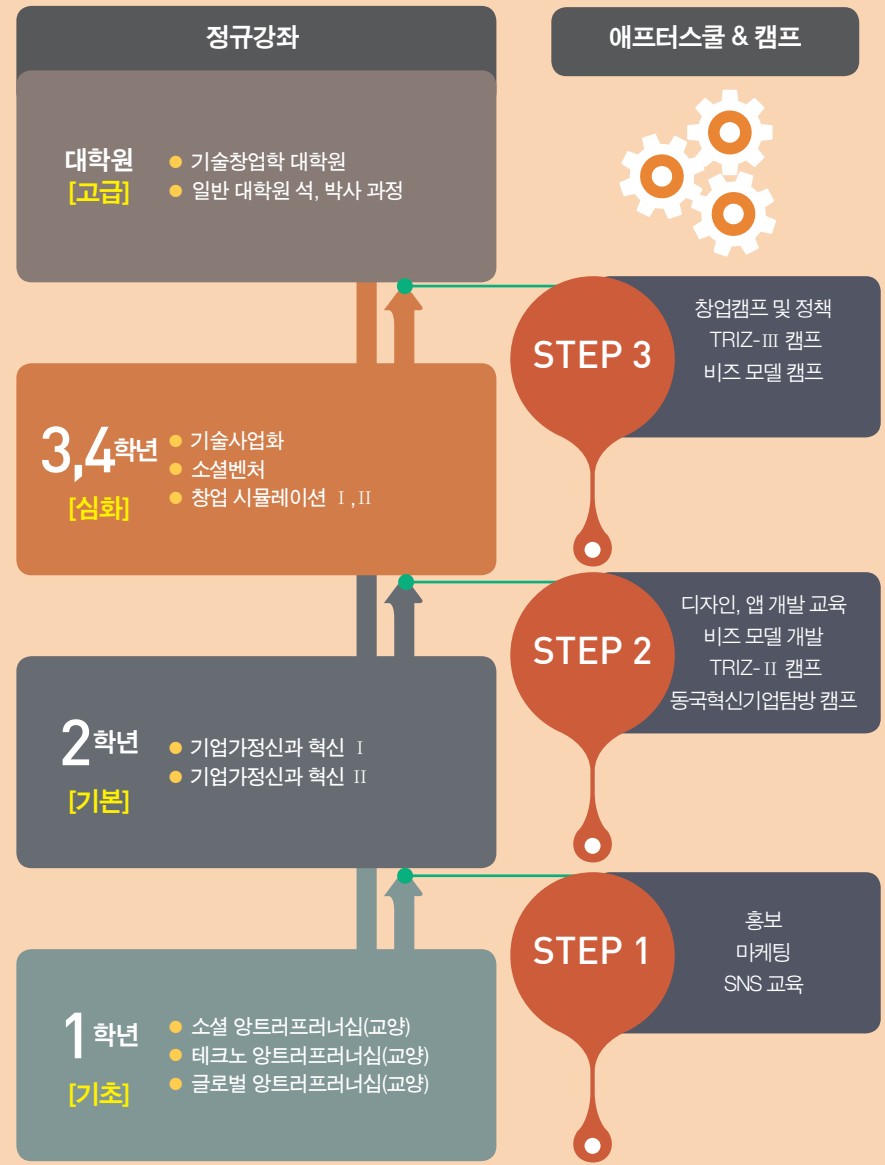 정규강좌
애프터스쿨 & 캠프
대학원
[고급]
기술창업학 대학원
일반 대학원 석, 박사 과정
STEP 3
창업캠프 및 정책
TRIZ-Ⅲ 캠프
비즈 모델 캠프
3,4학년
[심화]
기술사업화
소셜벤처
창업 시뮬레이션 Ⅰ,Ⅱ
STEP 2
디자인, 앱 개발 교육
비즈 모델 개발
TRIZ-Ⅱ 캠프
동국혁신기업탐방 캠프
2학년
[기본]
기업가정신과 혁신 Ⅰ
기업가정신과 혁신 Ⅱ
STEP 1
홍보
마케팅
SNS 교육
1학년
[기초]
소셜 앙트러프러너십(교양)
테크노 앙트러프러너십(교양)
글로벌 앙트러프러너십(교양)